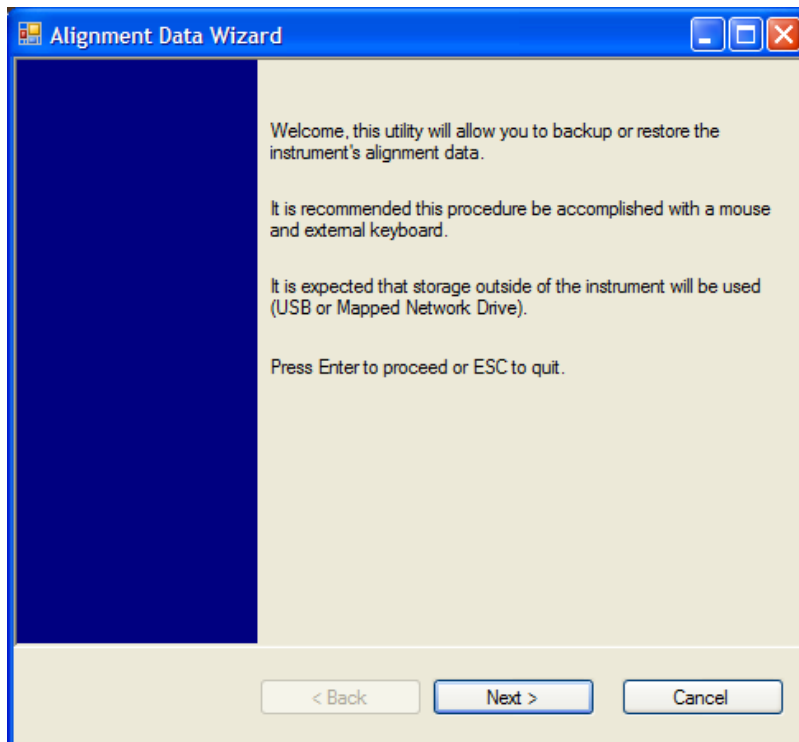 Alignment Data Wizard
Welcome, this utility will allow you to backup or restore the
instrument's alignment data.
It is recommended this procedure be accomplished with a mouse
and external keyboard.
It is expected that storage outside of the instrument will be used
(USB or Mapped Network Drive).
Press Enter to proceed or ESC to quit.
< Back
Next >
Cancel